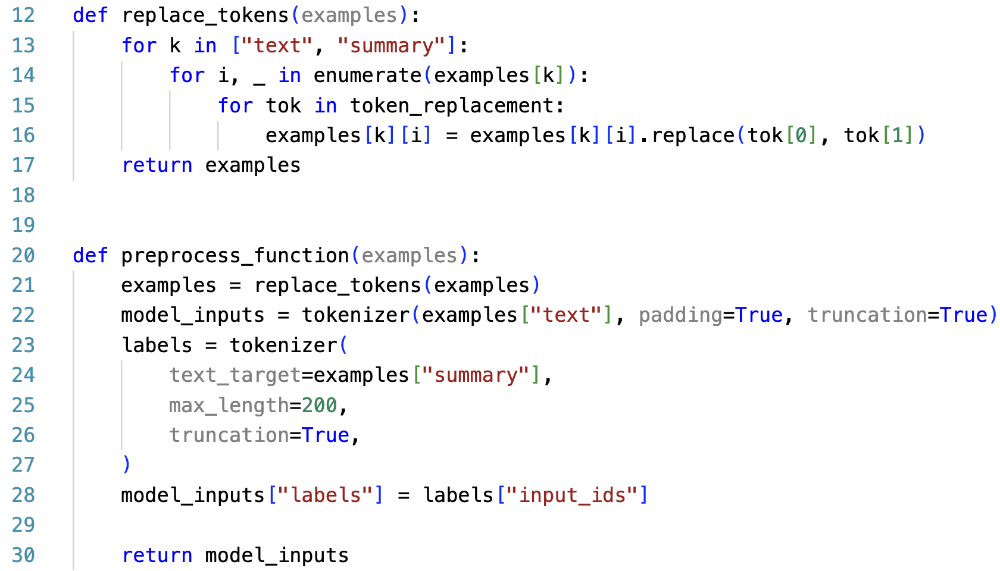 12 def replace_tokens(examples):
13     for k in ["text", "summary"]:
14         for i, _ in enumerate(examples[k]):
15             for tok in token_replacement:
16                 examples[k][i] = examples[k][i].replace(tok[0], tok[1])
17     return examples
18
19
20 def preprocess_function(examples):
21     examples = replace_tokens(examples)
22     model_inputs = tokenizer(examples["text"], padding=True, truncation=True)
23     labels = tokenizer(
24         text_target=examples["summary"],
25         max_length=200,
26         truncation=True,
27     )
28     model_inputs["labels"] = labels["input_ids"]
29
30     return model_inputs